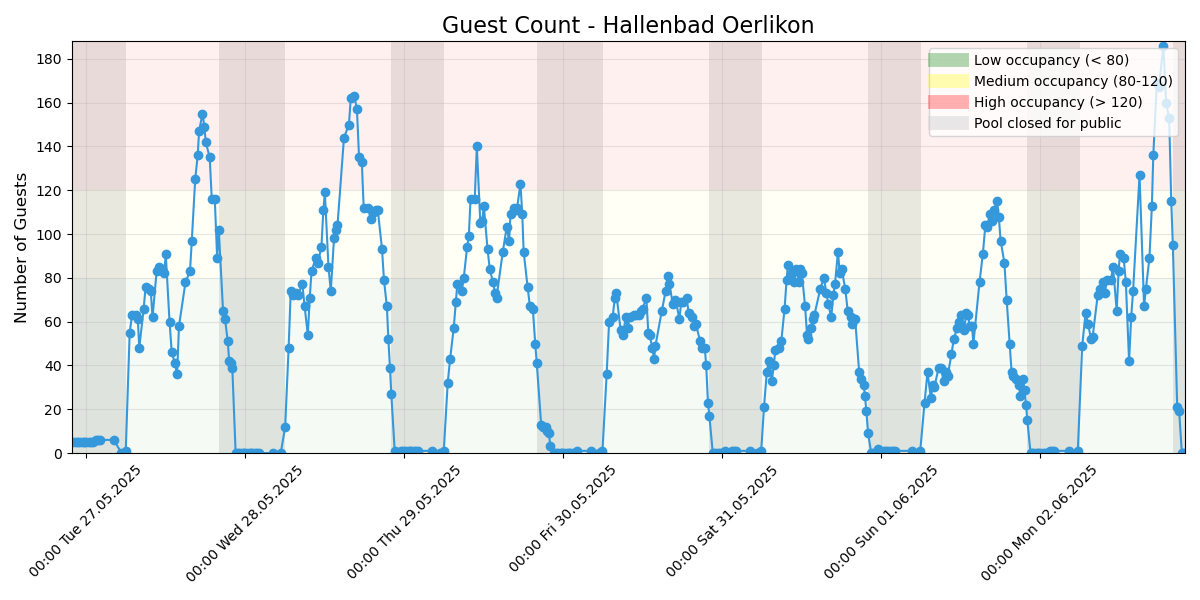 Guest Count - Hallenbad Oerlikon
Number of Guests
180
160
140
120
100
80
60
40
20
0
Low occupancy (< 80)
Medium occupancy (80-120)
High occupancy (> 120)
Pool closed for public
00:00 Tue 27.05.2025
00:00 Wed 28.05.2025
00:00 Thu 29.05.2025
00:00 Fri 30.05.2025
00:00 Sat 31.05.2025
00:00 Sun 01.06.2025
00:00 Mon 02.06.2025